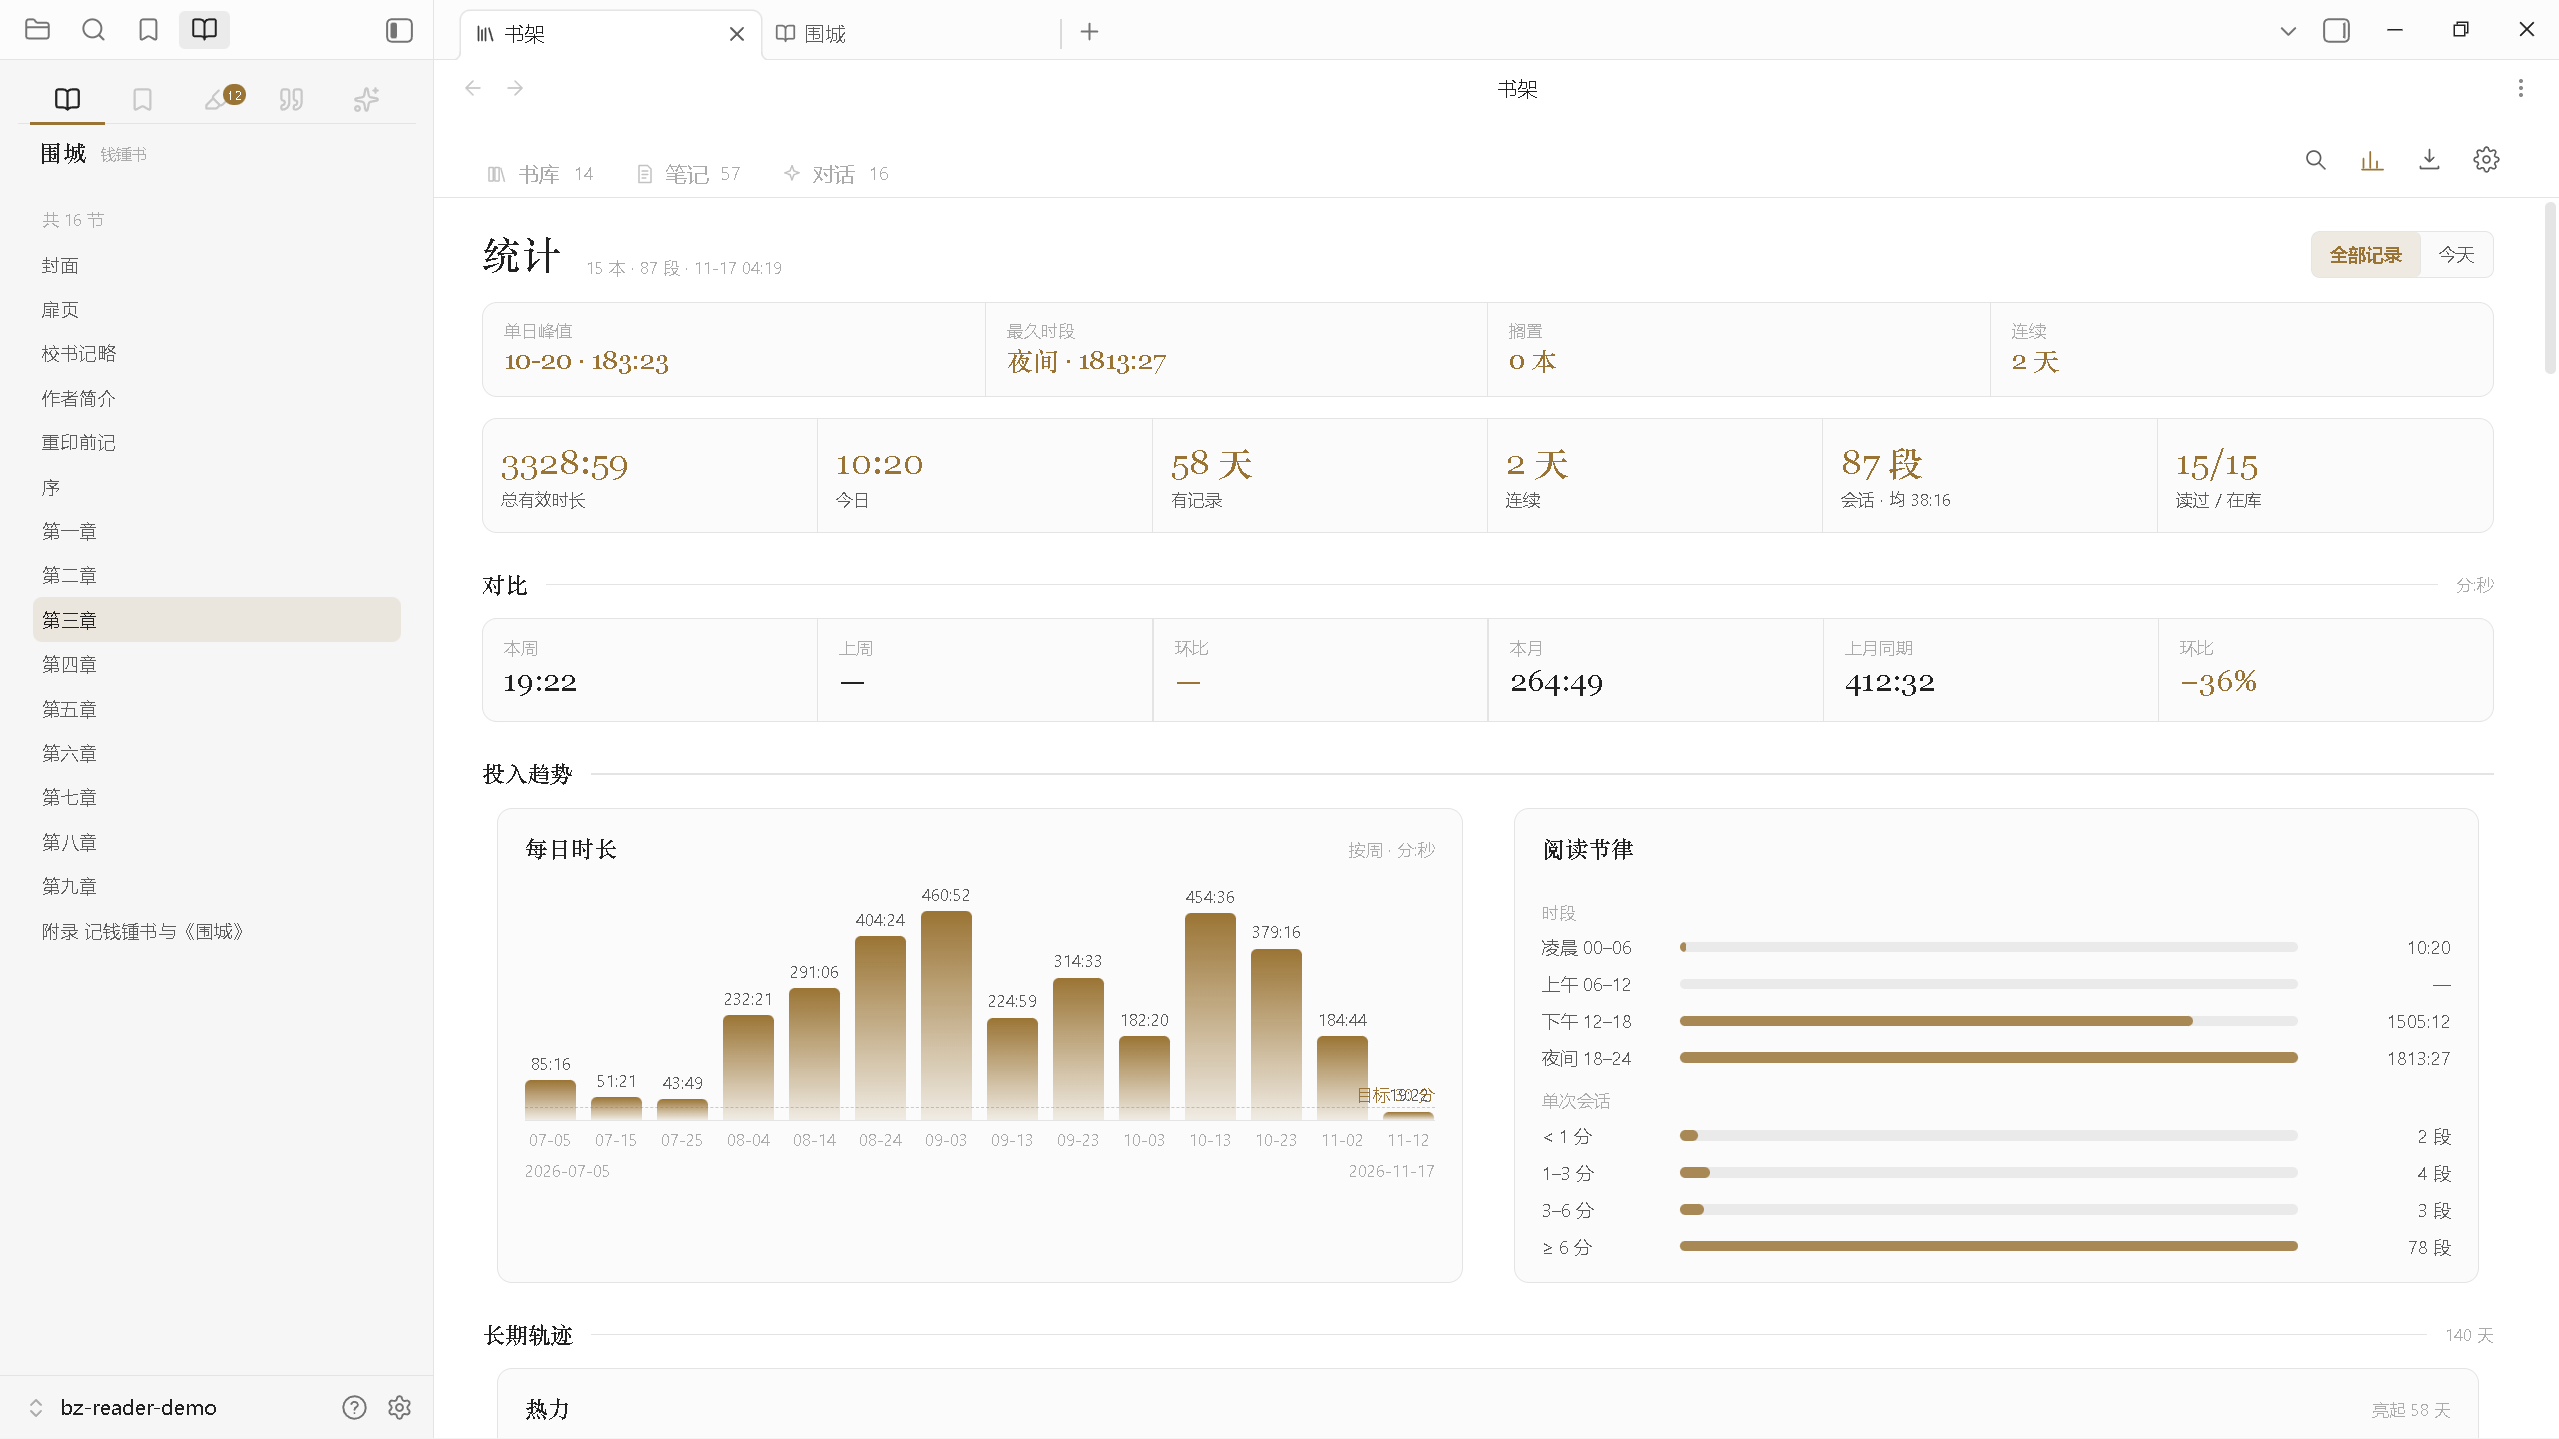 书架
围城
12
围城 钱锺书
共 16 节
封面
扉页
校书记略
作者简介
重印前记
序
第一章
第二章
第三章
第四章
第五章
第六章
第七章
第八章
第九章
附录 记钱锺书与《围城》
bz-reader-demo
书架
书库 14 笔记 57 对话 16
统计 15 本 · 87 段 · 11-17 04:19
全部记录 今天
单日峰值
10-20 · 183:23
最久时段
夜间 · 1813:27
搁置
0 本
连续
2 天
3328:59
总有效时长
10:20
今日
58 天
有记录
2 天
连续
87 段
会话 · 均 38:16
15/15
读过 / 在库
对比 分:秒
本周
19:22
上周
—
环比
—
本月
264:49
上月同期
412:32
环比
−36%
投入趋势
每日时长 按周 · 分:秒
85:16
51:21
43:49
232:21
291:06
404:24
460:52
224:59
314:33
182:20
454:36
379:16
184:44
19:22
目标 30 分
07-05 07-15 07-25 08-04 08-14 08-24 09-03 09-13 09-23 10-03 10-13 10-23 11-02 11-12
2026-07-05 2026-11-17
阅读节律
时段
凌晨 00–06 10:20
上午 06–12 —
下午 12–18 1505:12
夜间 18–24 1813:27
单次会话
< 1 分 2 段
1–3 分 4 段
3–6 分 3 段
≥ 6 分 78 段
长期轨迹 140 天
热力 亮起 58 天